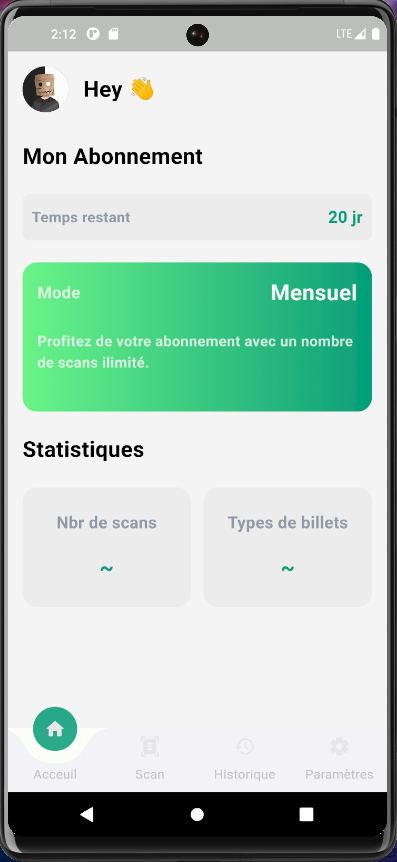 2:12
LTE
Hey 👋
Mon Abonnement
Temps restant 20 jr
Mode Mensuel
Profitez de votre abonnement avec un nombre
de scans ilimité.
Statistiques
Nbr de scans Types de billets
~ ~
Acceuil Scan Historique Paramètres